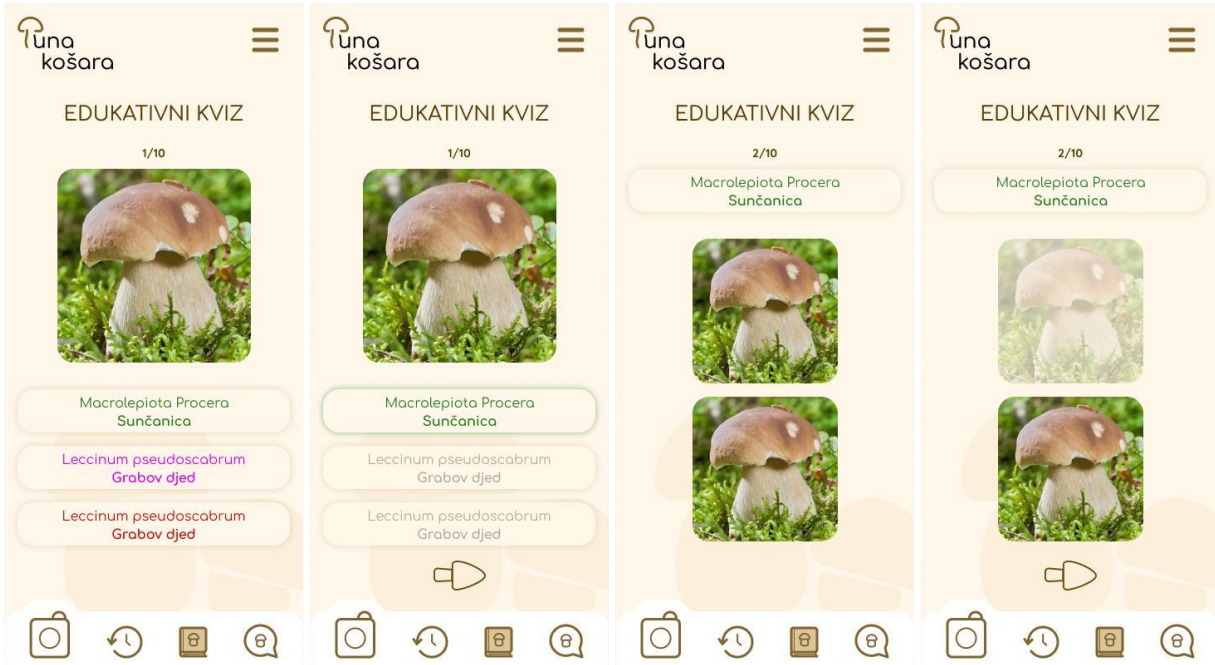 Puna
košara
EDUKATIVNI KVIZ
1/10
Macrolepiota Procera
Sunčanica
Leccinum pseudoscabrum
Grabov djed
Leccinum pseudoscabrum
Grabov djed
Puna
košara
EDUKATIVNI KVIZ
1/10
Macrolepiota Procera
Sunčanica
Leccinum pseudoscabrum
Grabov djed
Leccinum pseudoscabrum
Grabov djed
Puna
košara
EDUKATIVNI KVIZ
2/10
Macrolepiota Procera
Sunčanica
Puna
košara
EDUKATIVNI KVIZ
2/10
Macrolepiota Procera
Sunčanica